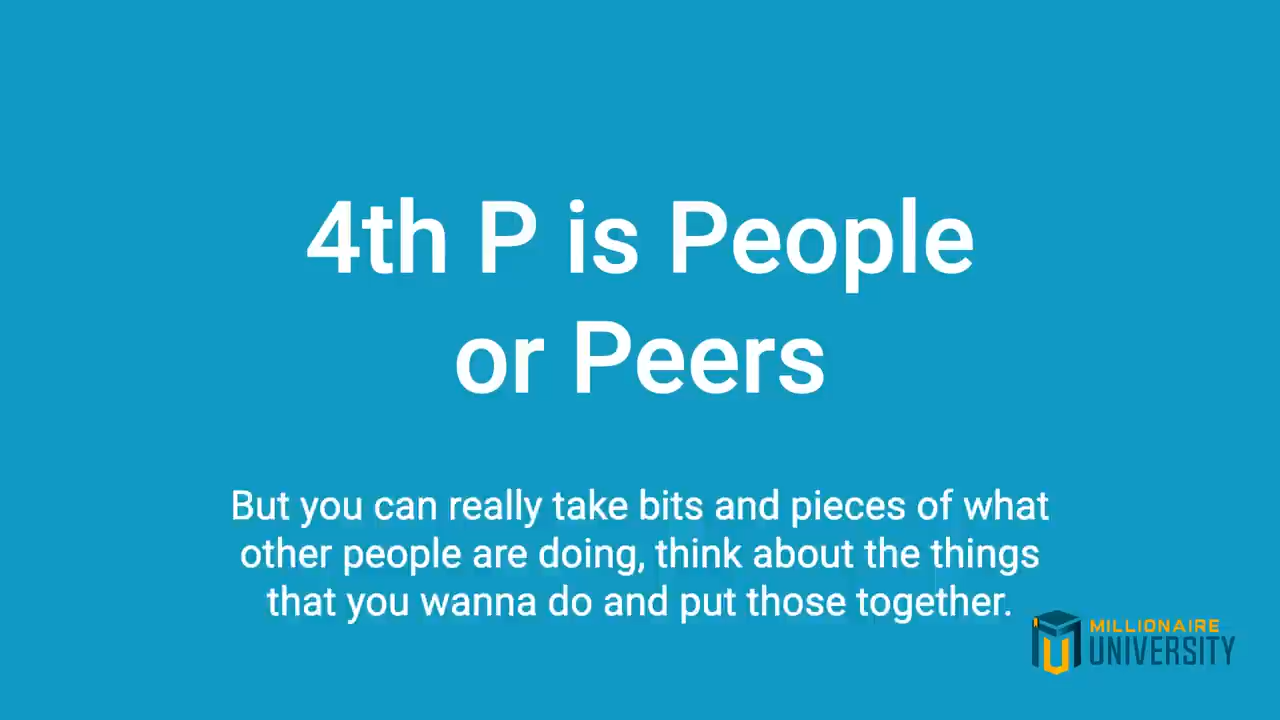 4th P is People
or Peers
But you can really take bits and pieces of what
other people are doing, think about the things
that you wanna do and put those together.
MILLIONAIRE
UNIVERSITY